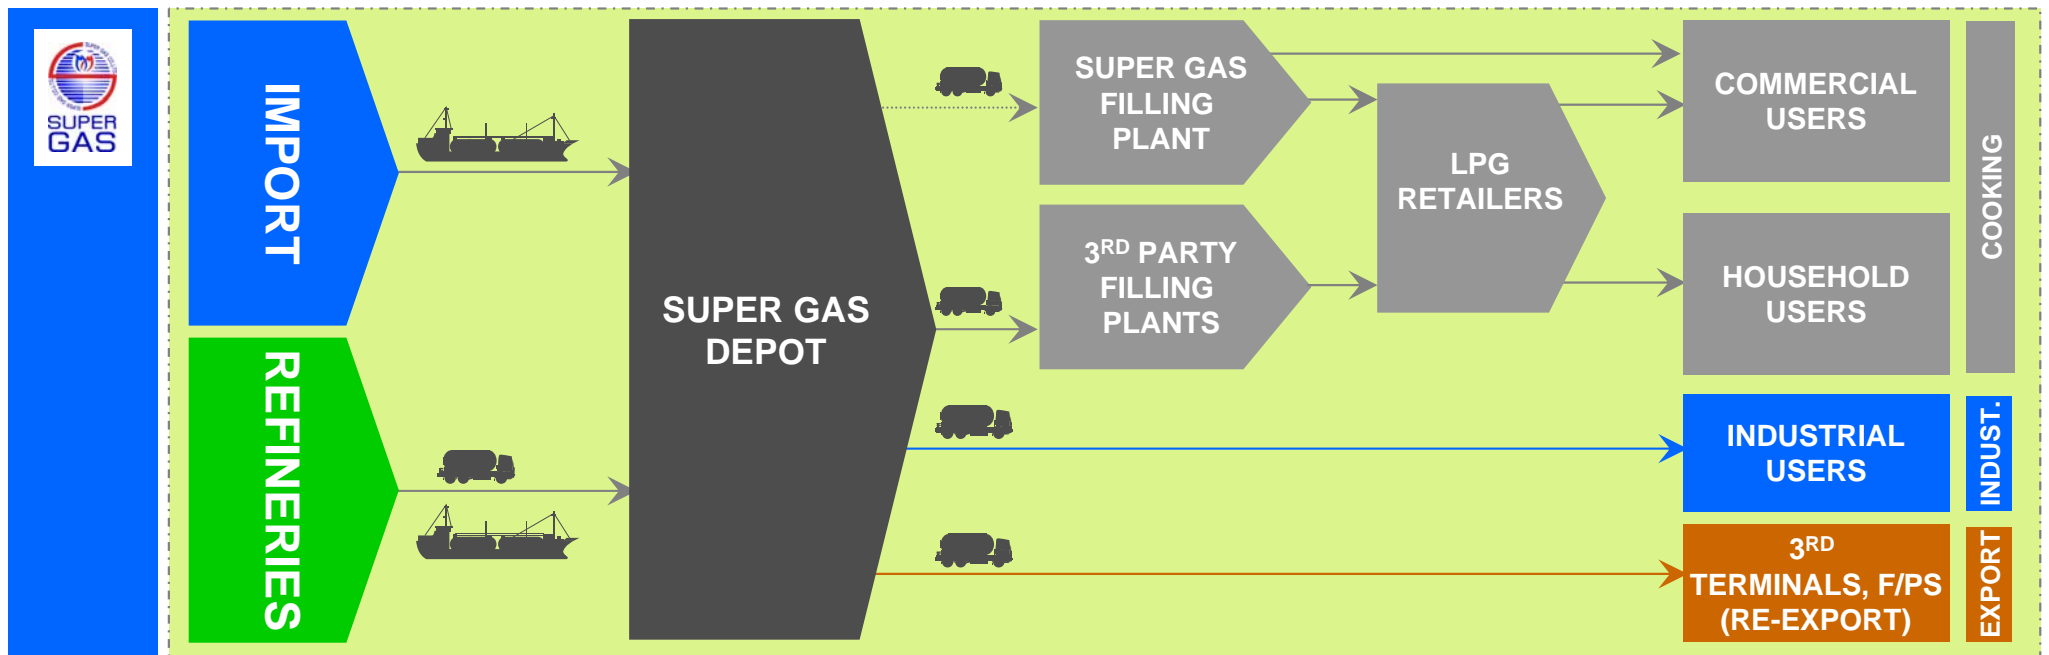 SUPER
GAS
IMPORT
REFINERIES
SUPER GAS
DEPOT
SUPER GAS
FILLING
PLANT
3RD PARTY
FILLING
PLANTS
LPG
RETAILERS
COMMERCIAL
USERS
HOUSEHOLD
USERS
INDUSTRIAL
USERS
3RD
TERMINALS, F/PS
(RE-EXPORT)
COOKING
INDUST.
EXPORT